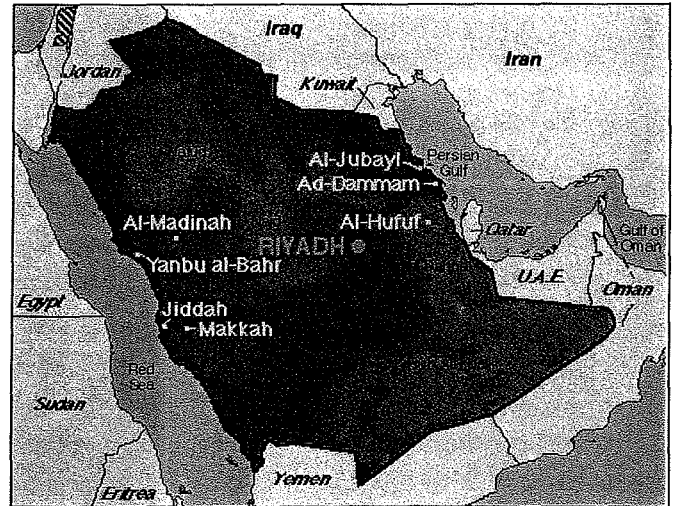 Iraq
Iran
Jordan
Kuwait
Al-Jubayl
Persian
Gulf
Ad-Dammam
Al-Madinah
Al-Hufuf
RIYADH
Qatar
Gulf of
Oman
Yanbu al-Bahr
U.A.E.
Oman
Egypt
Jiddah
Makkah
Red
Sea
Sudan
Yemen
Eritrea